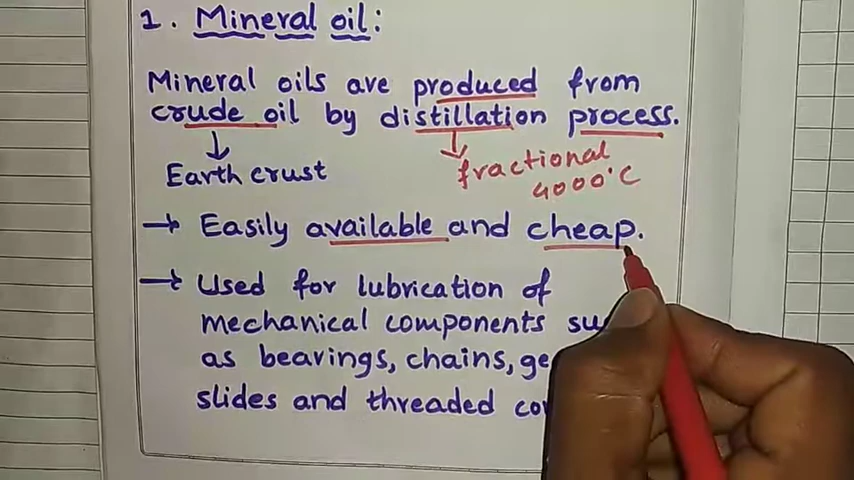 1. Mineral oil:
Mineral oils are produced from
crude oil by distillation process.
Earth crust
fractional
4000°C
→ Easily available and cheap.
→ Used for lubrication of
mechanical components
as bearings, chains,
slides and threaded